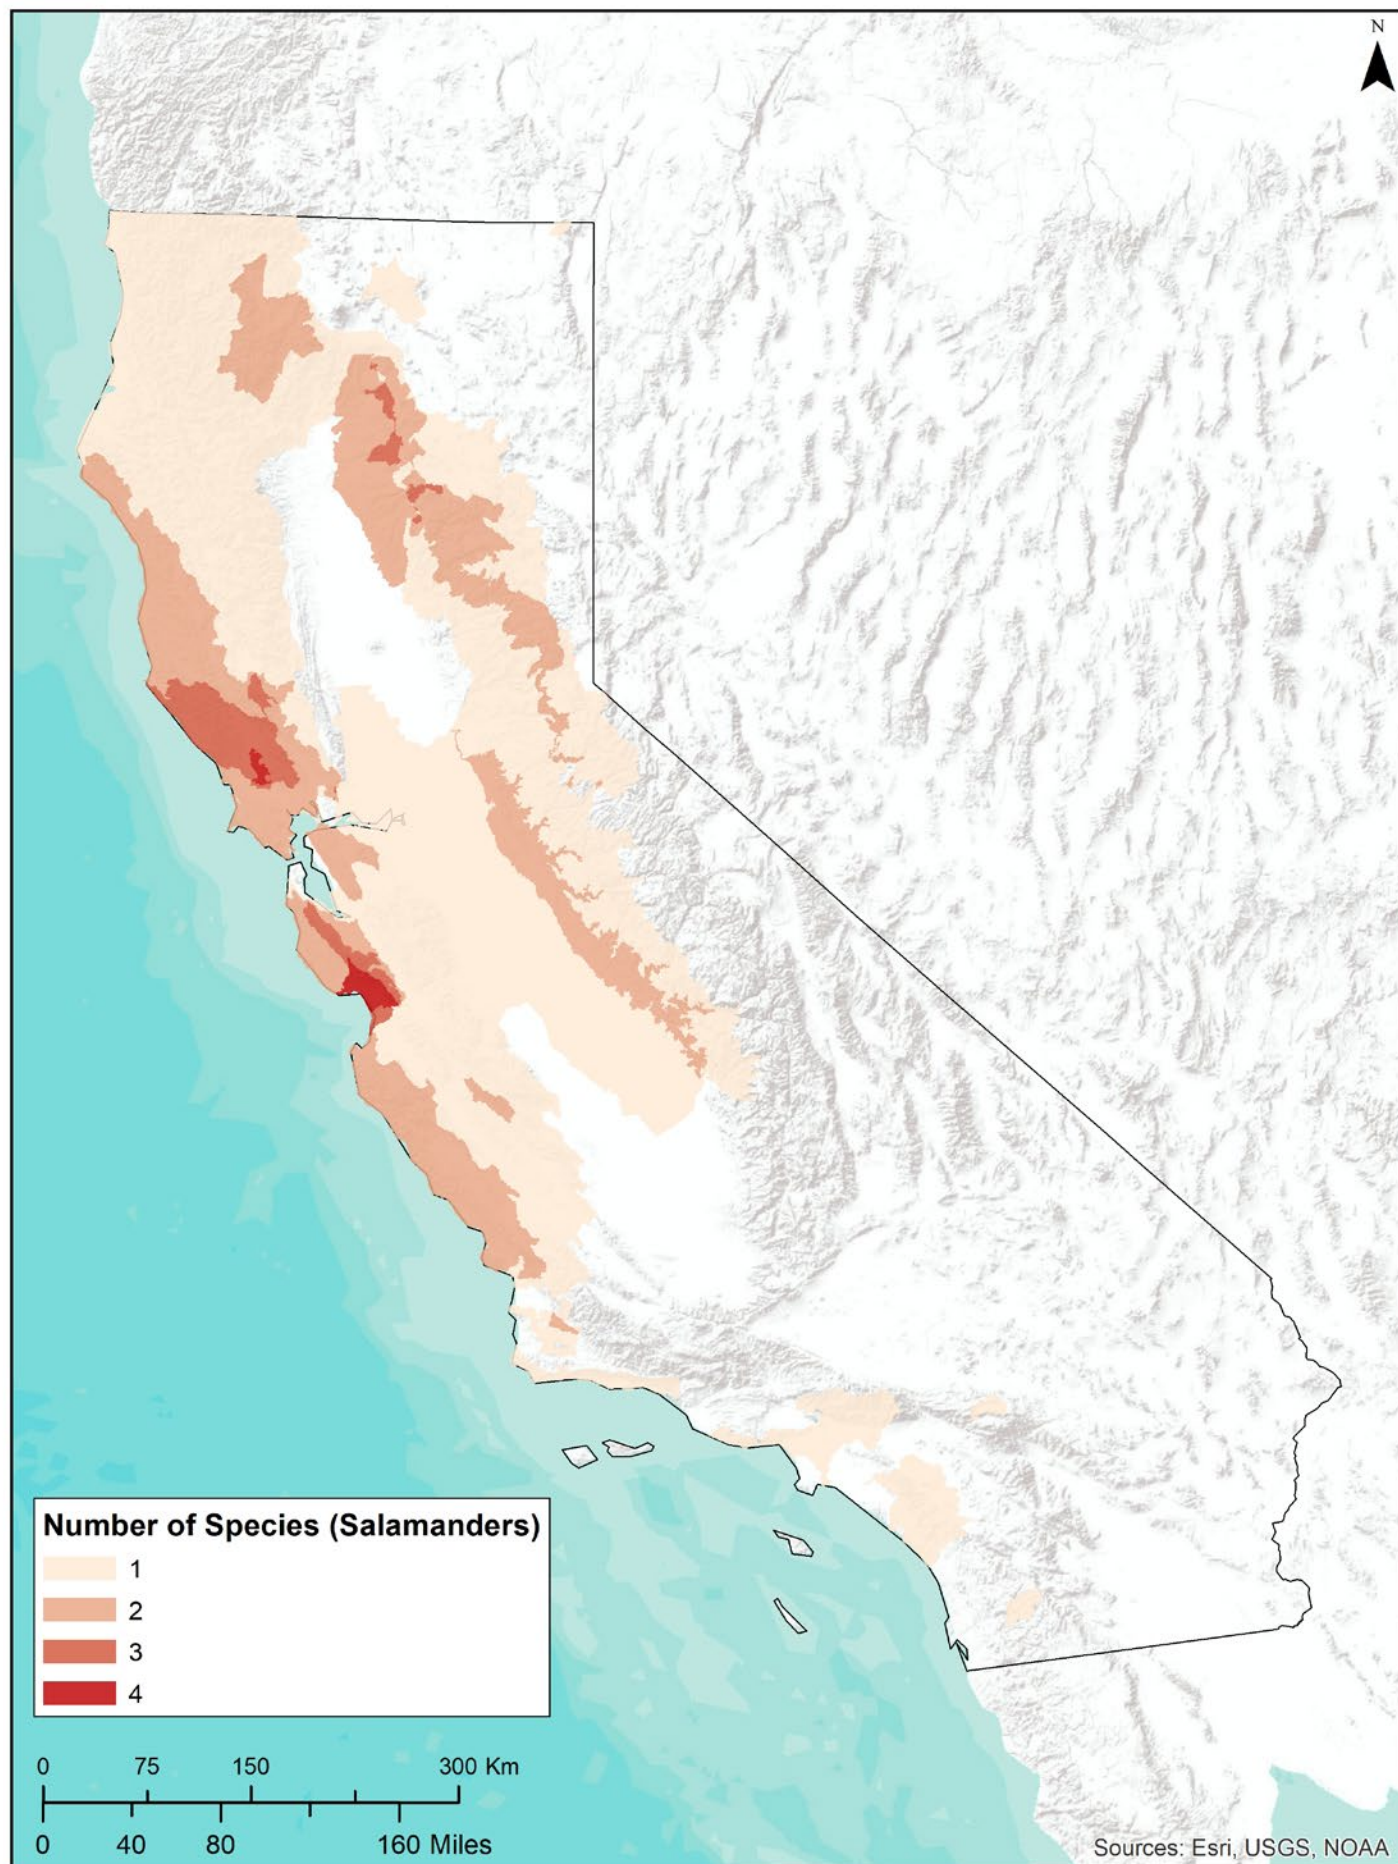 N
Number of Species (Salamanders)
1
2
3
4
0 75 150 300 Km
0 40 80 160 Miles
Sources: Esri, USGS, NOAA